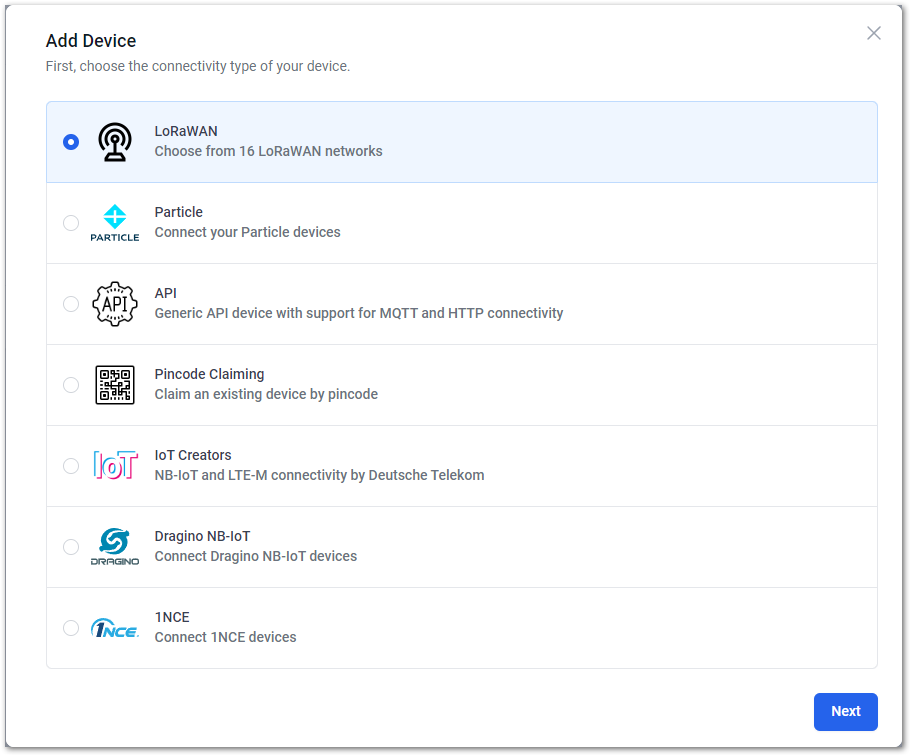 Add Device
First, choose the connectivity type of your device.
LoRaWAN
Choose from 16 LoRaWAN networks
PARTICLE
Particle
Connect your Particle devices
API
API
Generic API device with support for MQTT and HTTP connectivity
Pincode Claiming
Claim an existing device by pincode
IoT
IoT Creators
NB-IoT and LTE-M connectivity by Deutsche Telekom
DRAGINO
Dragino NB-IoT
Connect Dragino NB-IoT devices
1NCE
1NCE
Connect 1NCE devices
Next